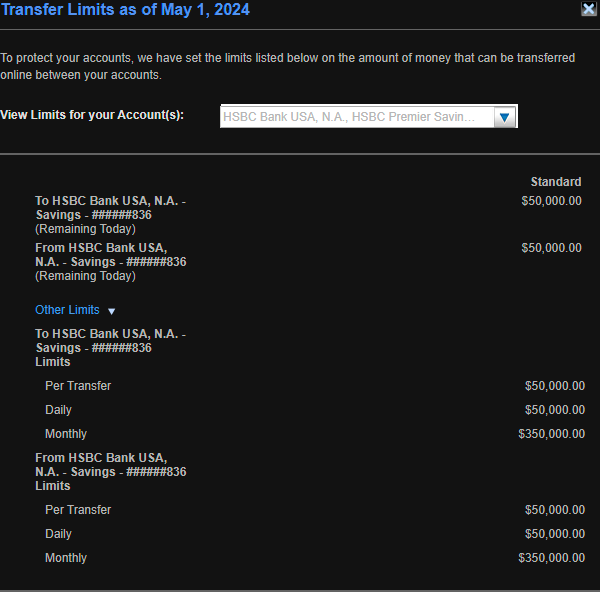 Transfer Limits as of May 1, 2024
To protect your accounts, we have set the limits listed below on the amount of money that can be transferred
online between your accounts.
View Limits for your Account(s):
HSBC Bank USA, N.A., HSBC Premier Savin...
Standard
To HSBC Bank USA, N.A. - $50,000.00
Savings - ######836
(Remaining Today)
From HSBC Bank USA, $50,000.00
N.A. - Savings - ######836
(Remaining Today)
Other Limits
To HSBC Bank USA, N.A. -
Savings - ######836
Limits
Per Transfer $50,000.00
Daily $50,000.00
Monthly $350,000.00
From HSBC Bank USA,
N.A. - Savings - ######836
Limits
Per Transfer $50,000.00
Daily $50,000.00
Monthly $350,000.00